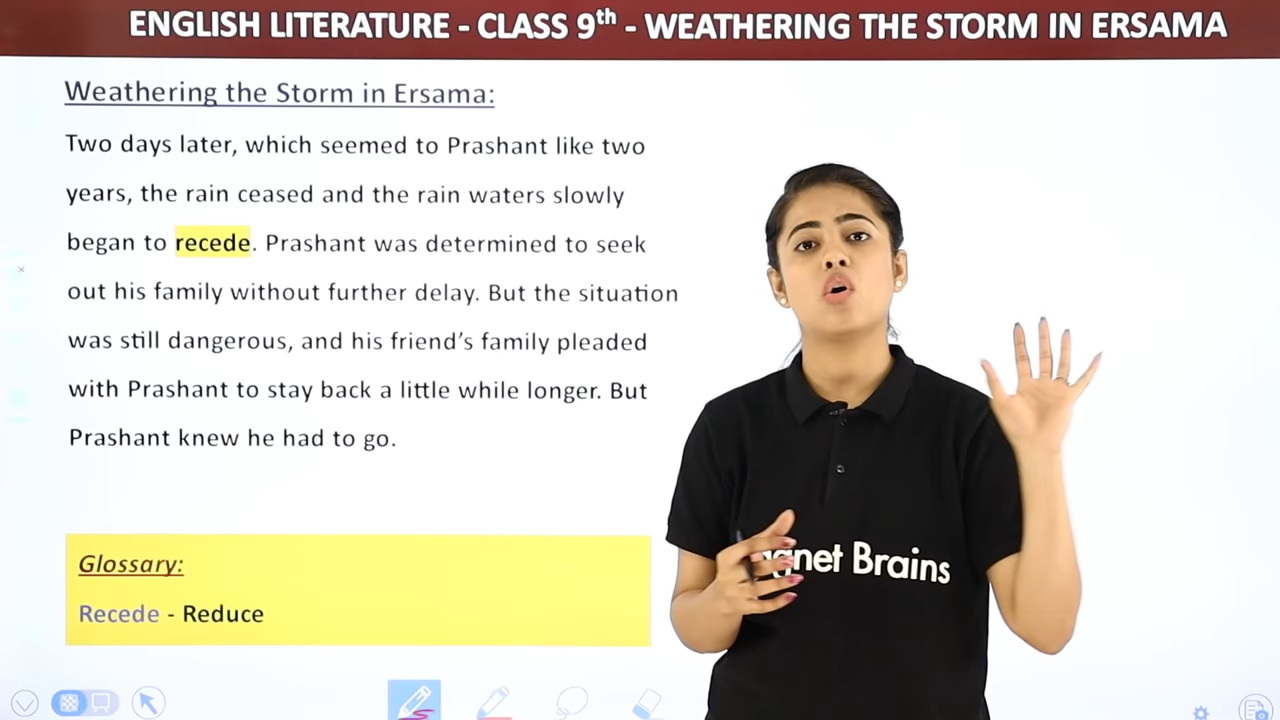 ENGLISH LITERATURE - CLASS 9th - WEATHERING THE STORM IN ERSAMA
Weathering the Storm in Ersama:
Two days later, which seemed to Prashant like two
years, the rain ceased and the rain waters slowly
began to recede. Prashant was determined to seek
out his family without further delay. But the situation
was still dangerous, and his friend's family pleaded
with Prashant to stay back a little while longer. But
Prashant knew he had to go.
Glossary:
Recede - Reduce
gnet Brains